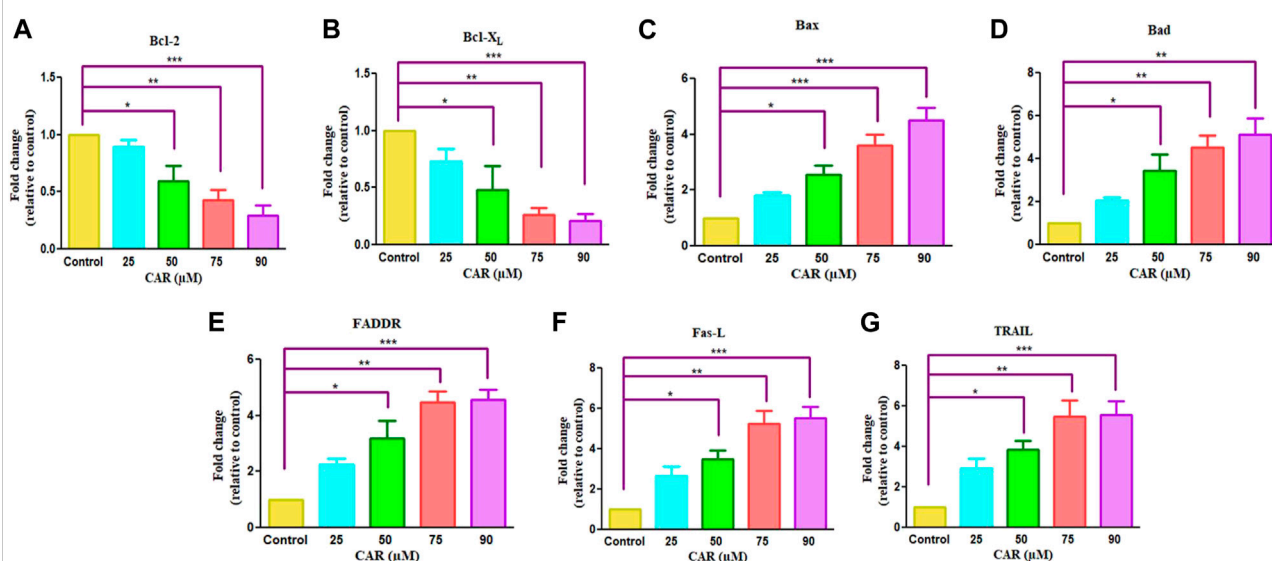 A
Bcl-2
***
**
*
Fold change
(relative to control)
1.5
1.0
0.5
0.0
Control 25 50 75 90
CAR (µM)
B
Bcl-XL
***
**
*
Fold change
(relative to control)
1.5
1.0
0.5
0.0
Control 25 50 75 90
CAR (µM)
C
Bax
***
***
*
Fold change
(relative to control)
6
4
2
0
Control 25 50 75 90
CAR (µM)
D
Bad
**
**
*
Fold change
(relative to control)
8
6
4
2
0
Control 25 50 75 90
CAR (µM)
E
FADDR
***
**
*
Fold change
(relative to control)
6
4
2
0
Control 25 50 75 90
CAR (µM)
F
Fas-L
***
**
*
Fold change
(relative to control)
8
6
4
2
0
Control 25 50 75 90
CAR (µM)
G
TRAIL
***
**
*
Fold change
(relative to control)
8
6
4
2
0
Control 25 50 75 90
CAR (µM)